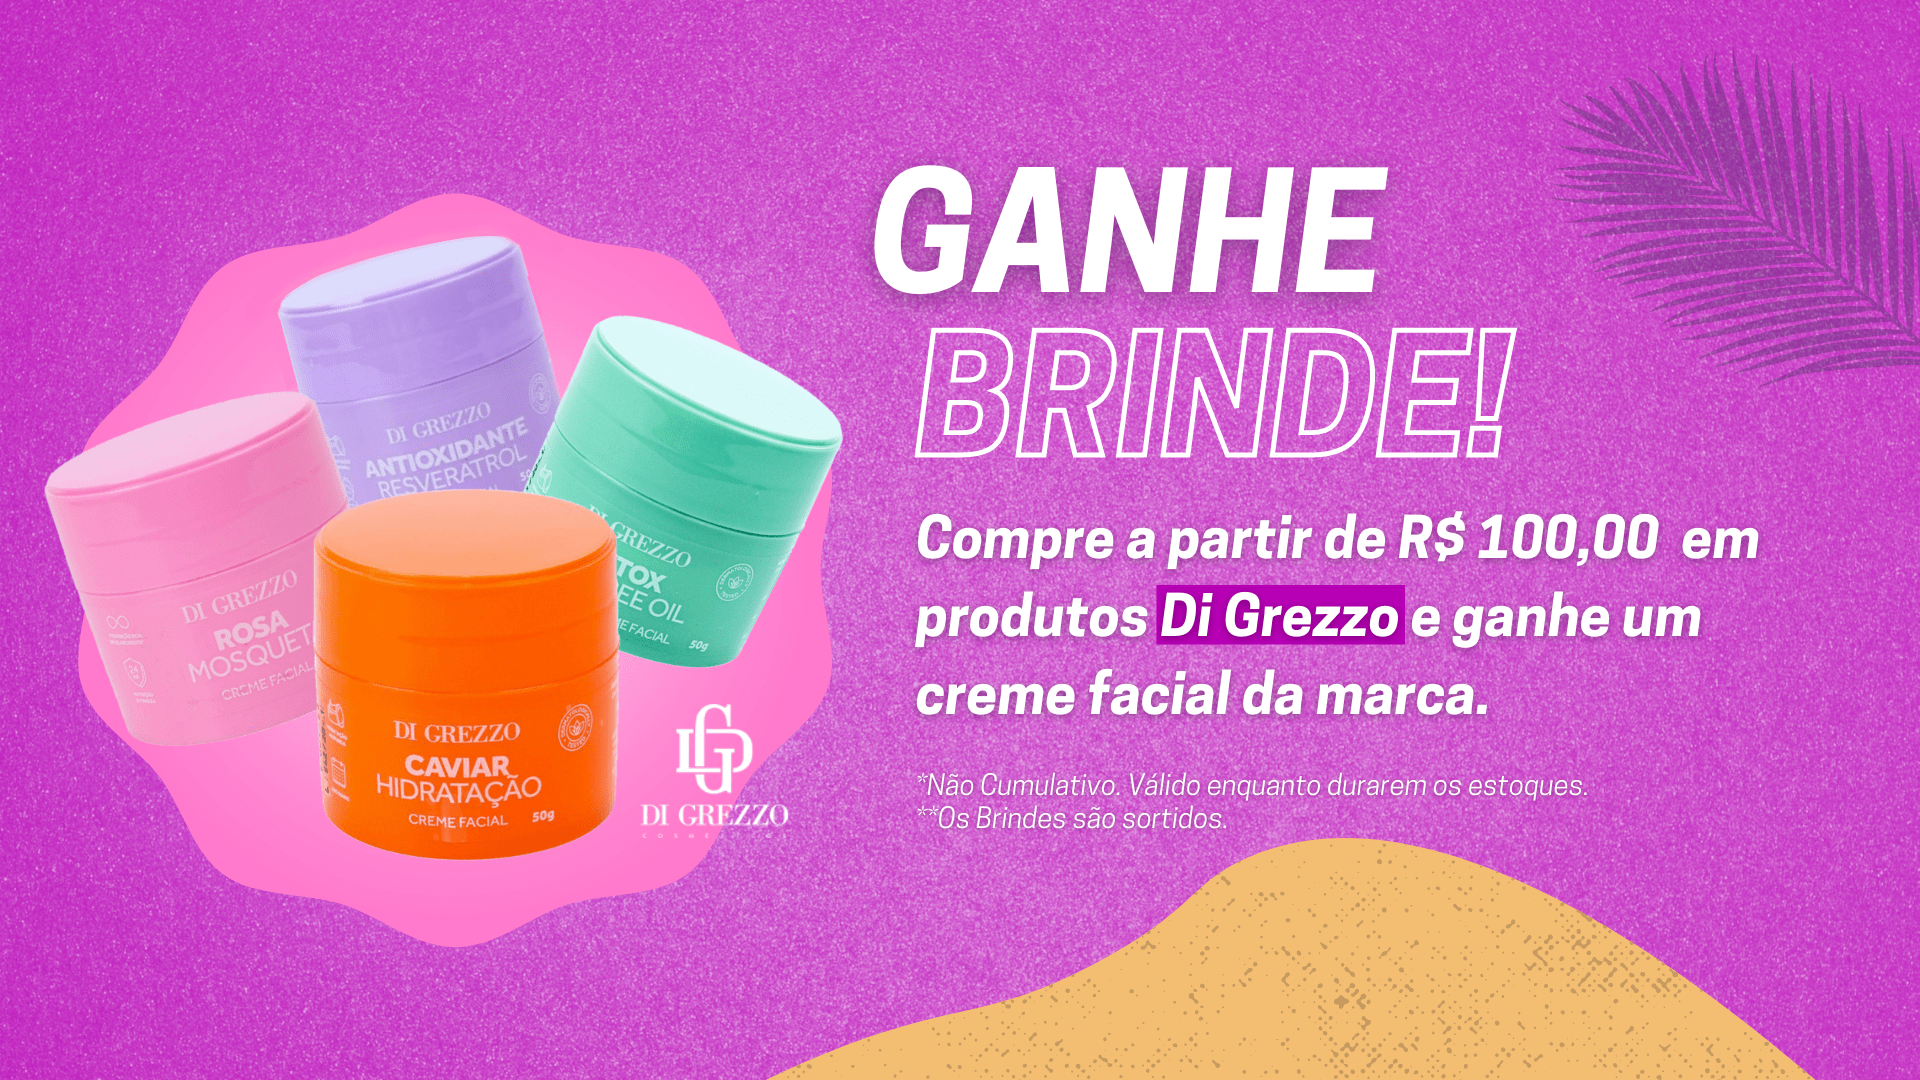 GANHE
BRINDE!
Compre a partir de R$ 100,00 em
produtos Di Grezzo e ganhe um
creme facial da marca.
*Não Cumulativo. Válido enquanto durarem os estoques.
**Os Brindes são sortidos.
DI GREZZO
ANTIOXIDANTE
RESVERATROL
DI GREZZO
ROSA
CREME FACIAL
GREZZO
OIL
FACIAL
50g
DI GREZZO
CAVIAR
HIDRATAÇÃO
CREME FACIAL 50g
DI GREZZO